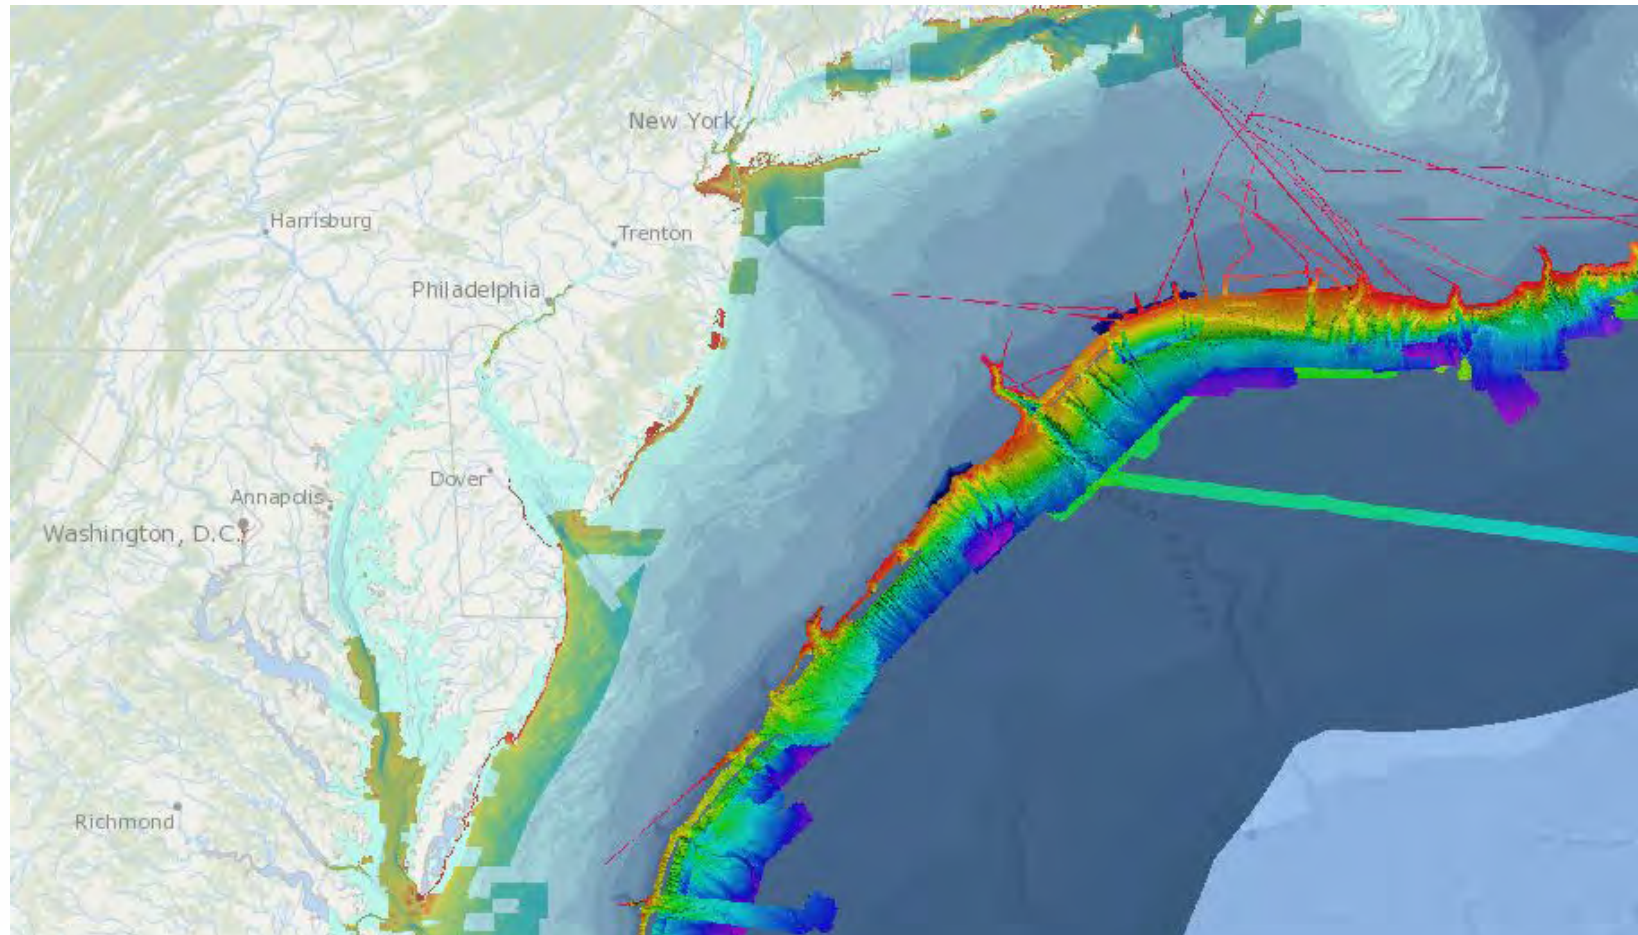 New York
Harrisburg
Trenton
Philadelphia
Dover
Annapolis
Washington, D.C.
Richmond